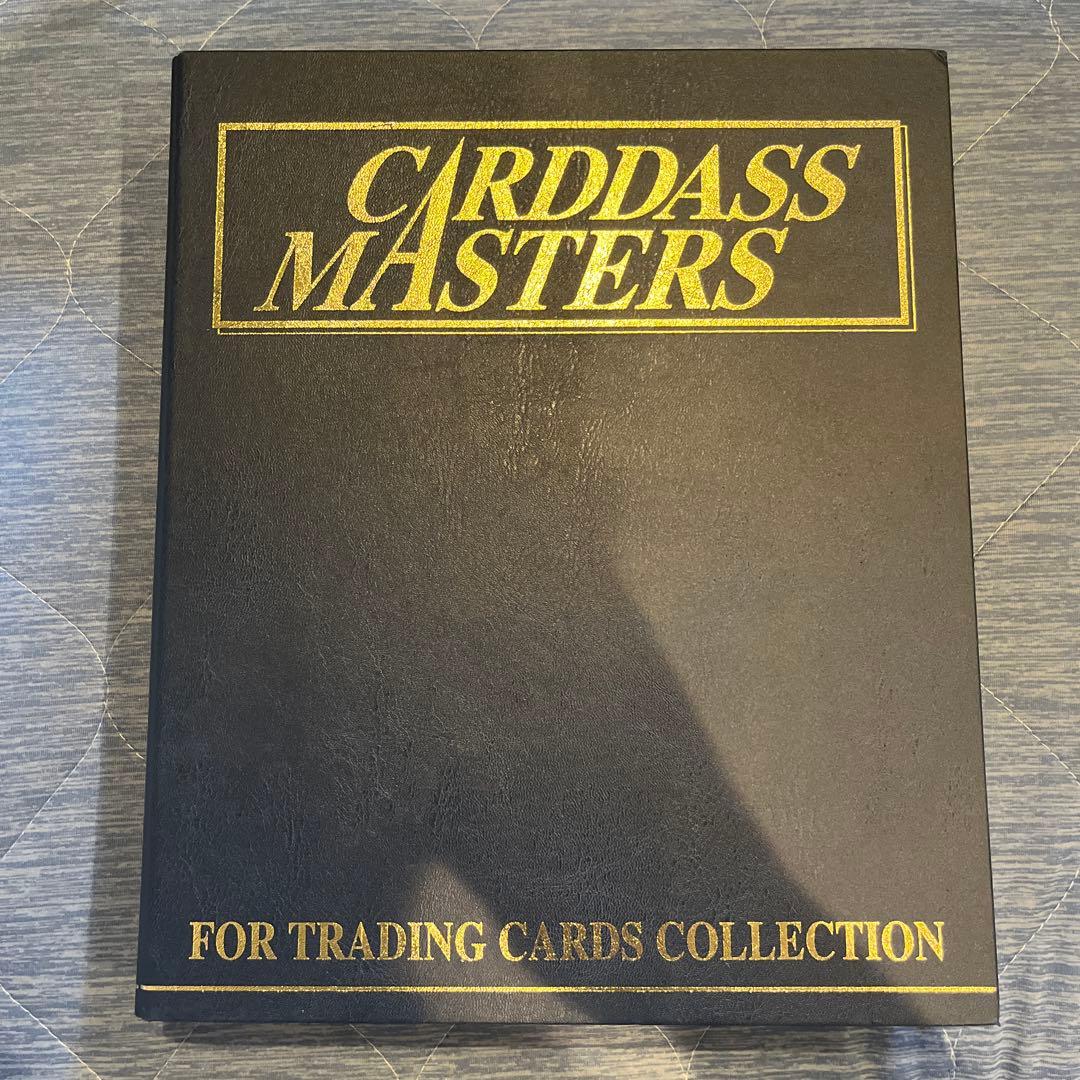 CARDDASS
MASTERS
FOR TRADING CARDS COLLECTION